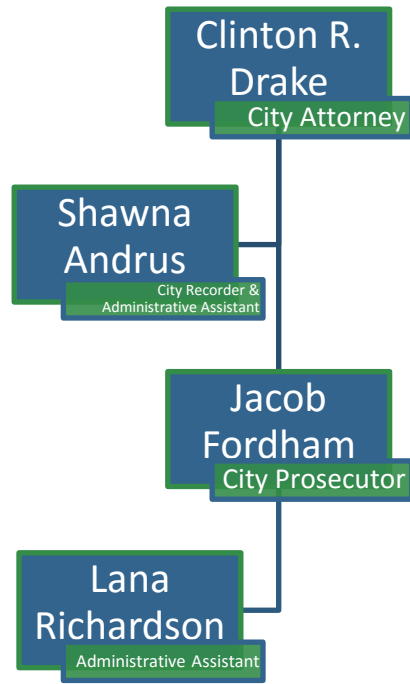 Clinton R.
Drake
City Attorney
Shawna
Andrus
City Recorder &
Administrative Assistant
Jacob
Fordham
City Prosecutor
Lana
Richardson
Administrative Assistant